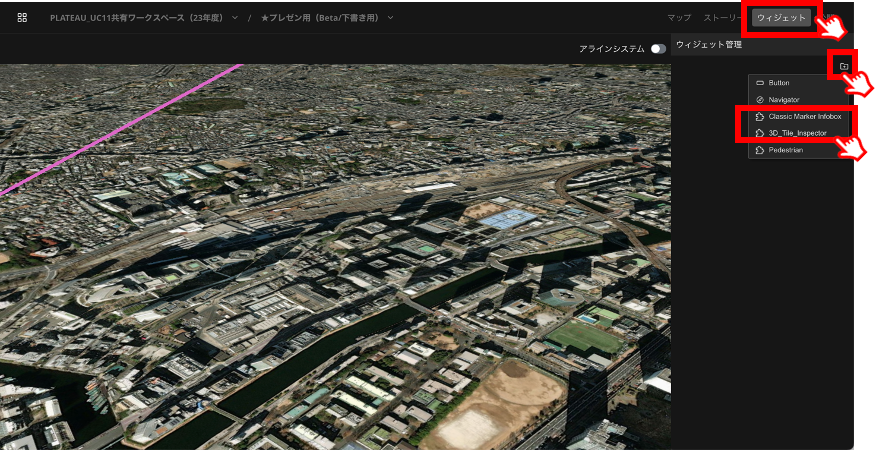 PLATEAU_UC11共有ワークスペース（23年度） / ★プレゼン用（Beta/下書き用）
マップ ストーリー ウィジェット
アラインシステム
ウィジェット管理
Button
Navigator
Classic Marker Infobox
3D_Tile_Inspector
Pedestrian